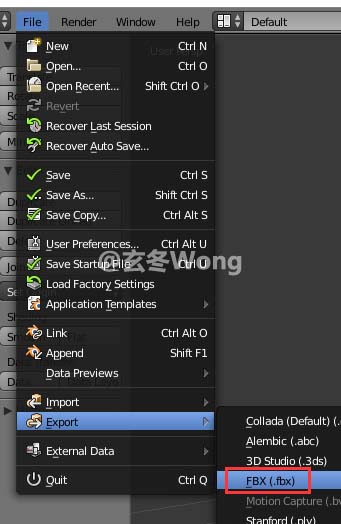 File Render Window Help Default
New Ctrl N
Open... Ctrl O
Open Recent... Shift Ctrl O
Revert
Recover Last Session
Recover Auto Save...
Save Ctrl S
Save As... Shift Ctrl S
Save Copy... Ctrl Alt S
User Preferences... Ctrl Alt U
@玄冬Wong
Save Startup File Ctrl U
Load Factory Settings
Application Templates
Link Ctrl Alt O
Append Shift F1
Data Previews
Import
Export
Collada (Default) (.
Alembic (.abc)
External Data
3D Studio (.3ds)
Quit Ctrl Q
FBX (.fbx)
Motion Capture (.bv
Stanford (.ply)